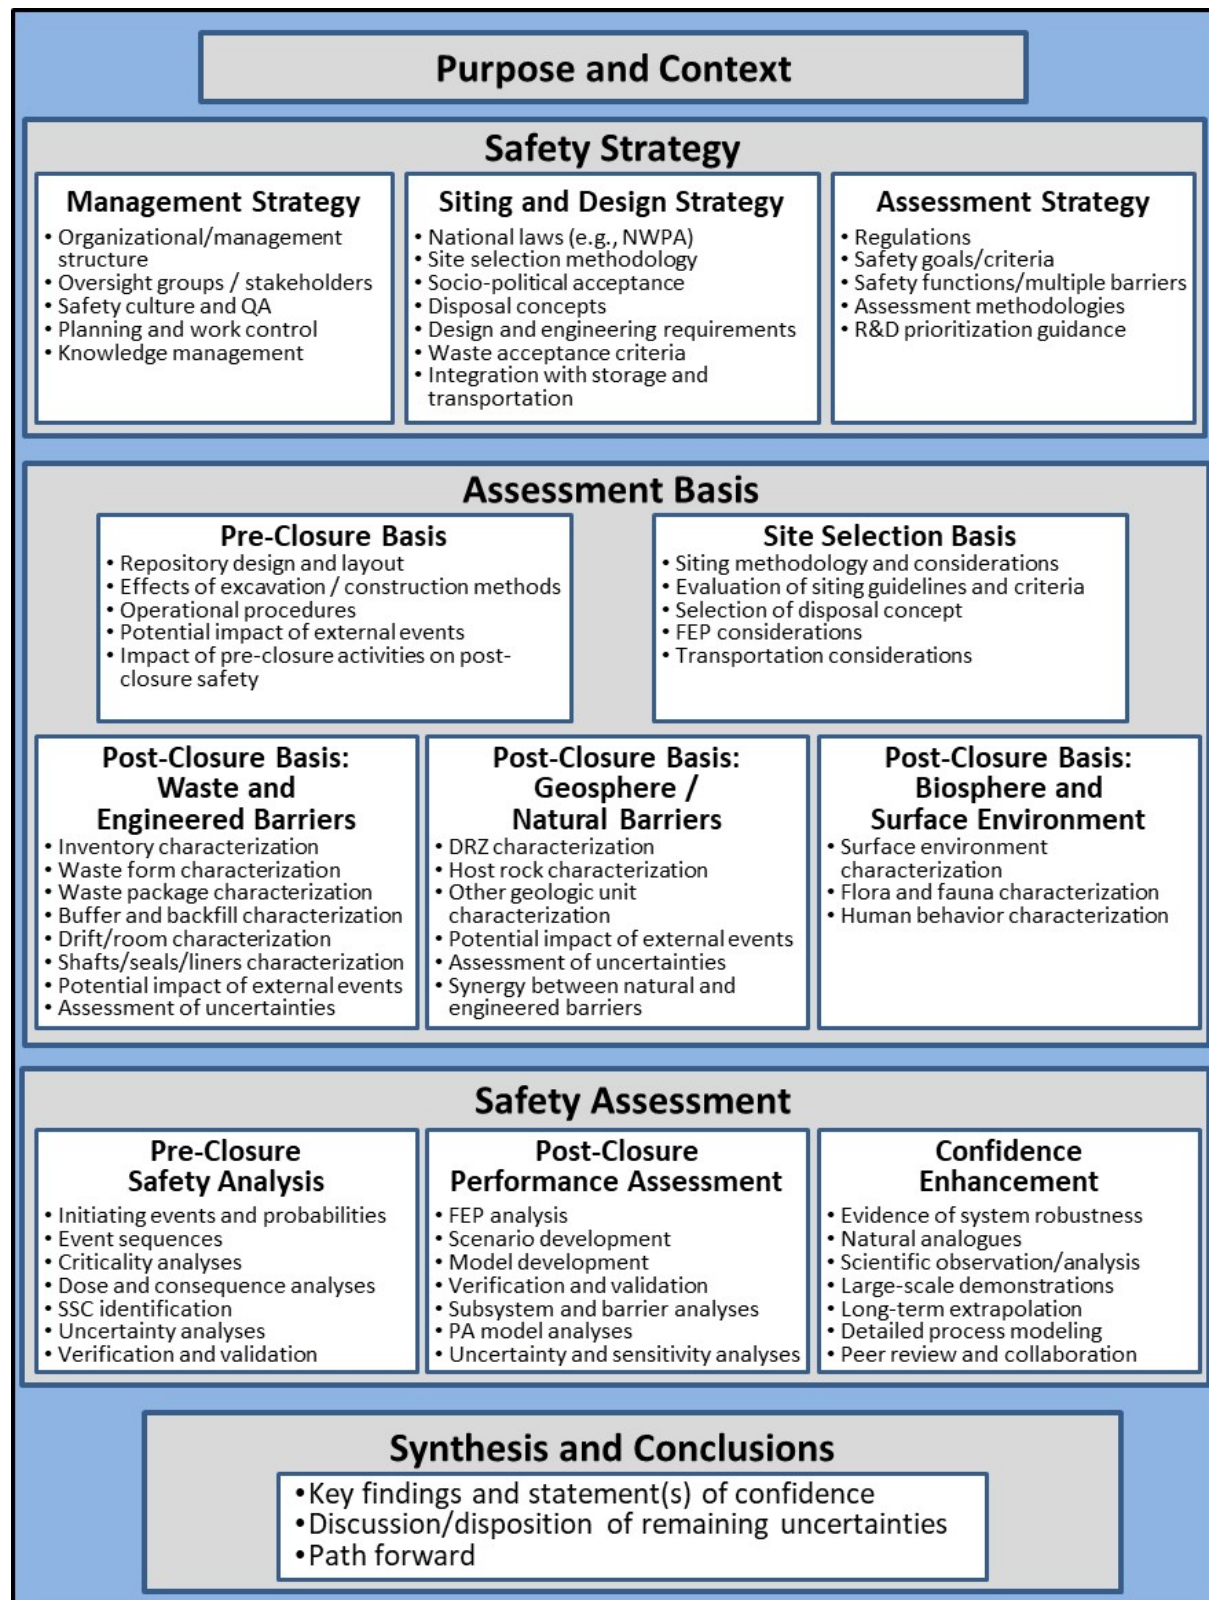 Purpose and Context
Safety Strategy
Management Strategy
• Organizational/management
structure
• Oversight groups / stakeholders
• Safety culture and QA
• Planning and work control
• Knowledge management
Siting and Design Strategy
• National laws (e.g., NWPA)
• Site selection methodology
• Socio-political acceptance
• Disposal concepts
• Design and engineering requirements
• Waste acceptance criteria
• Integration with storage and
transportation
Assessment Strategy
• Regulations
• Safety goals/criteria
• Safety functions/multiple barriers
• Assessment methodologies
• R&D prioritization guidance
Assessment Basis
Pre-Closure Basis
• Repository design and layout
• Effects of excavation / construction methods
• Operational procedures
• Potential impact of external events
• Impact of pre-closure activities on post-
closure safety
Site Selection Basis
• Siting methodology and considerations
• Evaluation of siting guidelines and criteria
• Selection of disposal concept
• FEP considerations
• Transportation considerations
Post-Closure Basis:
Waste and
Engineered Barriers
• Inventory characterization
• Waste form characterization
• Waste package characterization
• Buffer and backfill characterization
• Drift/room characterization
• Shafts/seals/liners characterization
• Potential impact of external events
• Assessment of uncertainties
Post-Closure Basis:
Geosphere /
Natural Barriers
• DRZ characterization
• Host rock characterization
• Other geologic unit
characterization
• Potential impact of external events
• Assessment of uncertainties
• Synergy between natural and
engineered barriers
Post-Closure Basis:
Biosphere and
Surface Environment
• Surface environment
characterization
• Flora and fauna characterization
• Human behavior characterization
Safety Assessment
Pre-Closure
Safety Analysis
• Initiating events and probabilities
• Event sequences
• Criticality analyses
• Dose and consequence analyses
• SSC identification
• Uncertainty analyses
• Verification and validation
Post-Closure
Performance Assessment
• FEP analysis
• Scenario development
• Model development
• Verification and validation
• Subsystem and barrier analyses
• PA model analyses
• Uncertainty and sensitivity analyses
Confidence
Enhancement
• Evidence of system robustness
• Natural analogues
• Scientific observation/analysis
• Large-scale demonstrations
• Long-term extrapolation
• Detailed process modeling
• Peer review and collaboration
Synthesis and Conclusions
• Key findings and statement(s) of confidence
• Discussion/disposition of remaining uncertainties
• Path forward